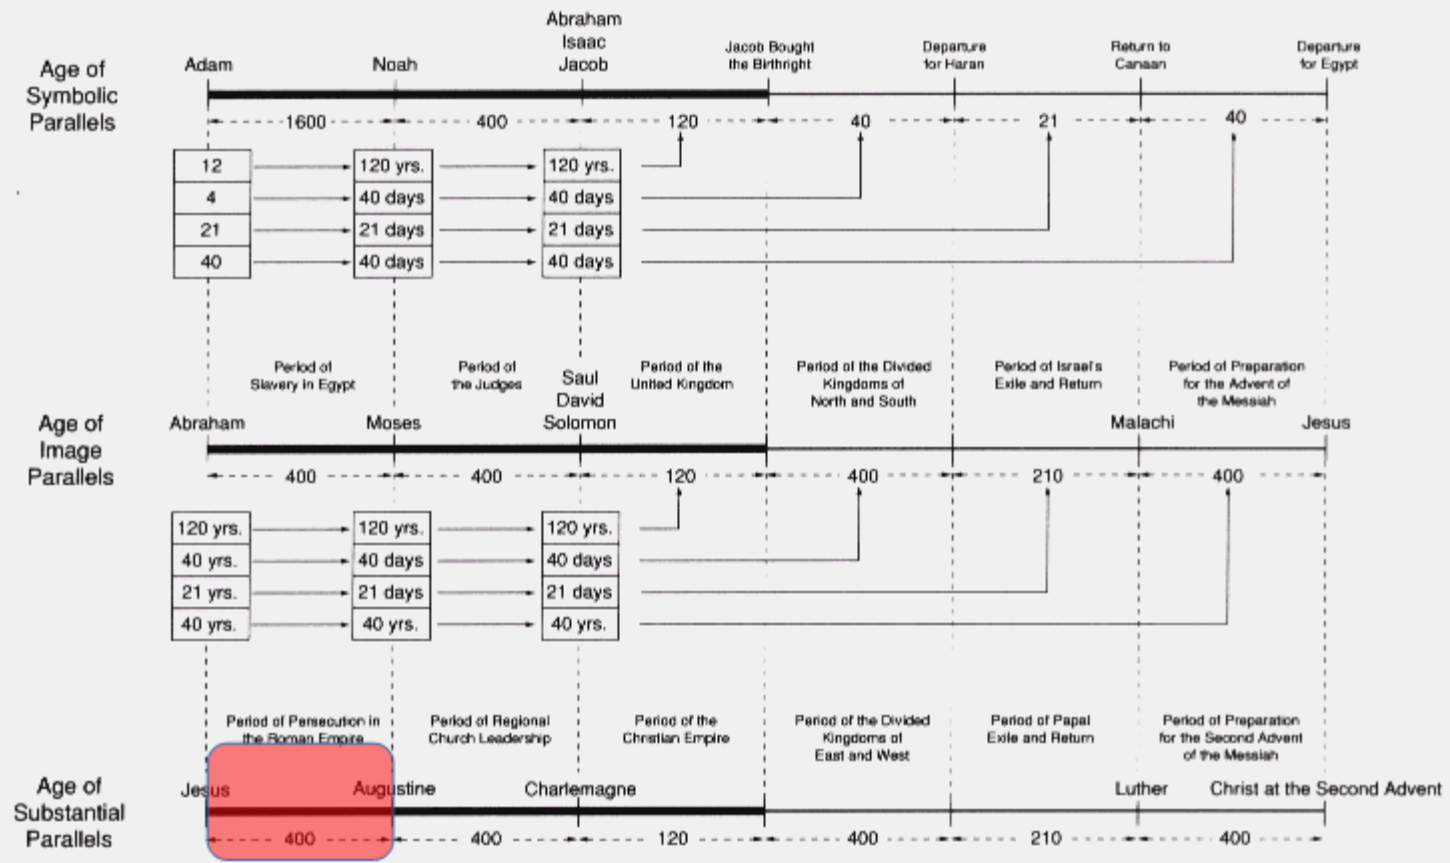 Abraham
Isaac
Jacob
Adam
Noah
Jacob Bought
the Birthright
Departure
for Haran
Return to
Canaan
Departure
for Egypt
Age of
Symbolic
Parallels
1600
400
120
40
21
40
12
120 yrs.
120 yrs.
4
40 days
40 days
21
21 days
21 days
40
40 days
40 days
Period of
Slavery in Egypt
Period of
the Judges
Period of the
United Kingdom
Period of the Divided
Kingdoms of
North and South
Period of Israel's
Exile and Return
Period of Preparation
for the Advent of
the Messiah
Age of
Image
Parallels
Abraham
Moses
Saul
David
Solomon
Malachi
Jesus
400
400
120
400
210
400
120 yrs.
120 yrs.
120 yrs.
40 yrs.
40 days
40 days
21 yrs.
21 days
21 days
40 yrs.
40 yrs.
40 yrs.
Period of Persecution in
the Roman Empire
Period of Regional
Church Leadership
Period of the
Christian Empire
Period of the Divided
Kingdoms of
East and West
Period of Papal
Exile and Return
Period of Preparation
for the Second Advent
of the Messiah
Age of
Substantial
Parallels
Jesus
Augustine
Charlemagne
Luther
Christ at the Second Advent
400
400
120
400
210
400